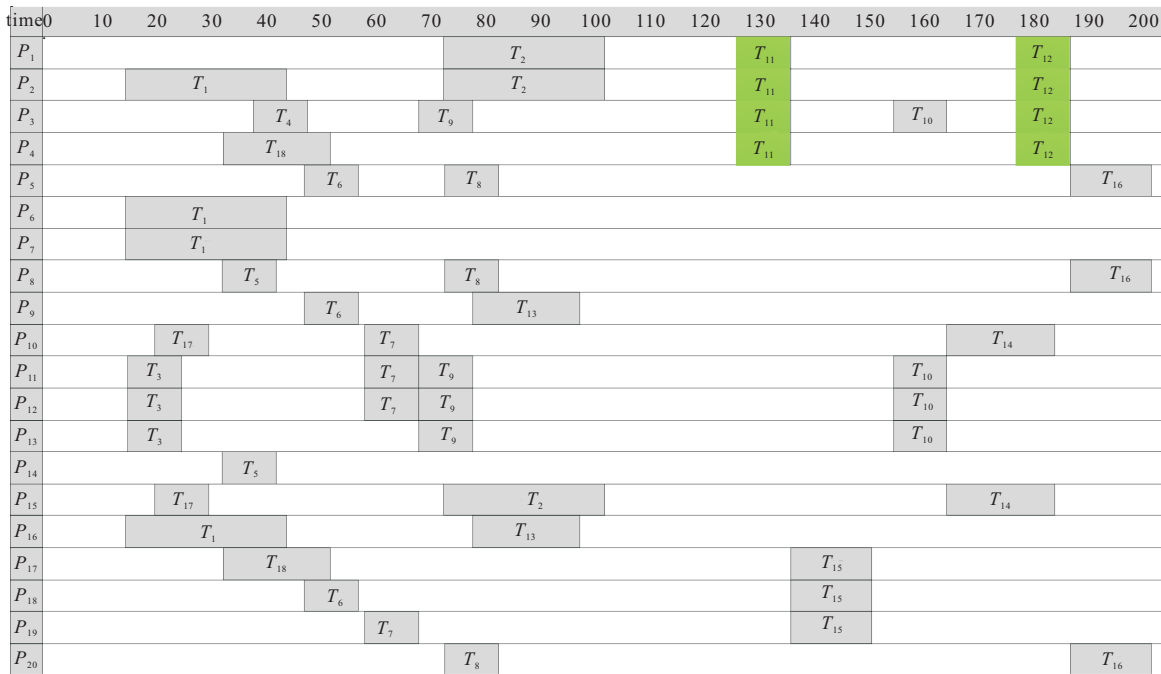 time 0 10 20 30 40 50 60 70 80 90 100 110 120 130 140 150 160 170 180 190 200
P1 T2 T11 T12
P2 T1 T2 T11 T12
P3 T4 T9 T11 T10 T12
P4 T18 T11 T12
P5 T6 T8 T16
P6 T1
P7 T1
P8 T5 T8 T16
P9 T6 T13
P10 T17 T7 T14
P11 T3 T7 T9 T10
P12 T3 T7 T9 T10
P13 T3 T9 T10
P14 T5
P15 T17 T2 T14
P16 T1 T13
P17 T18 T15
P18 T6 T15
P19 T7 T15
P20 T8 T16